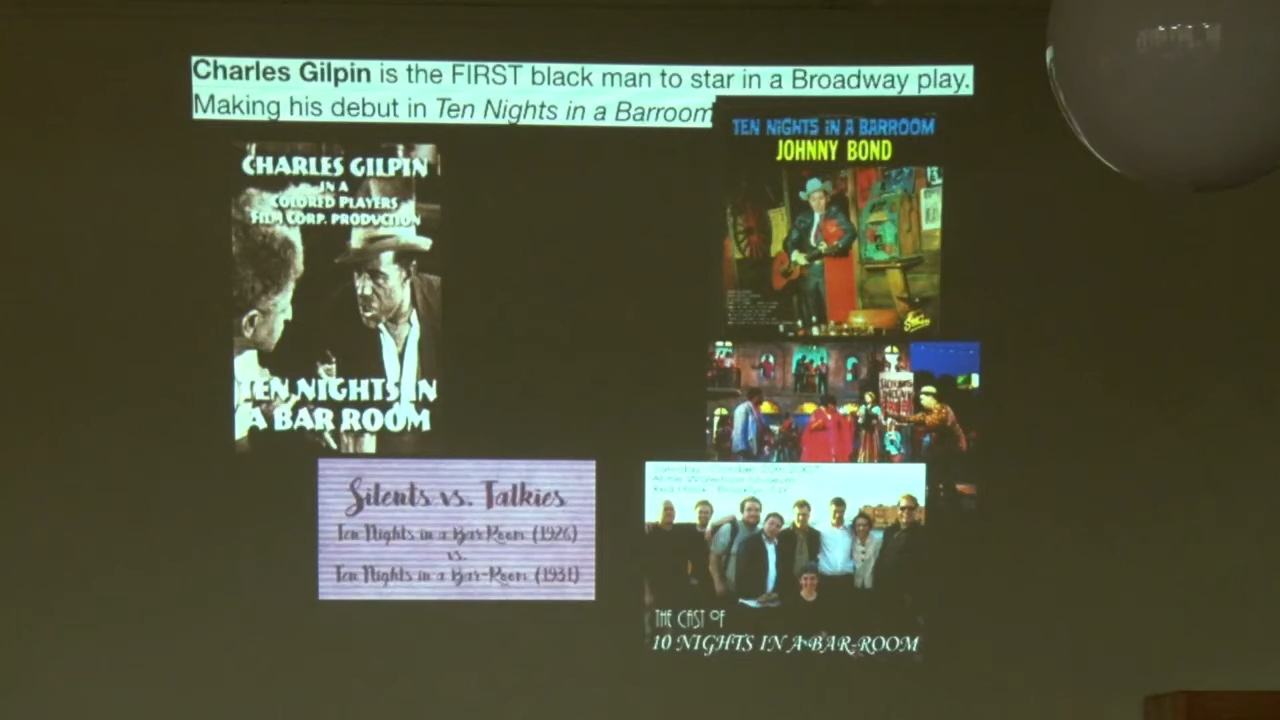 Charles Gilpin is the FIRST black man to star in a Broadway play.
Making his debut in Ten Nights in a Barroom
CHARLES GILPIN
IN A
COLORED PLAYERS
FILM CORP. PRODUCTION
TEN NIGHTS IN
A BAR ROOM
TEN NIGHTS IN A BARROOM
JOHNNY BOND
Silents vs. Talkies
Ten Nights in a Bar Room (1926)
vs.
Ten Nights in a Bar-Room (1931)
THE CAST OF
10 NIGHTS IN A BAR-ROOM